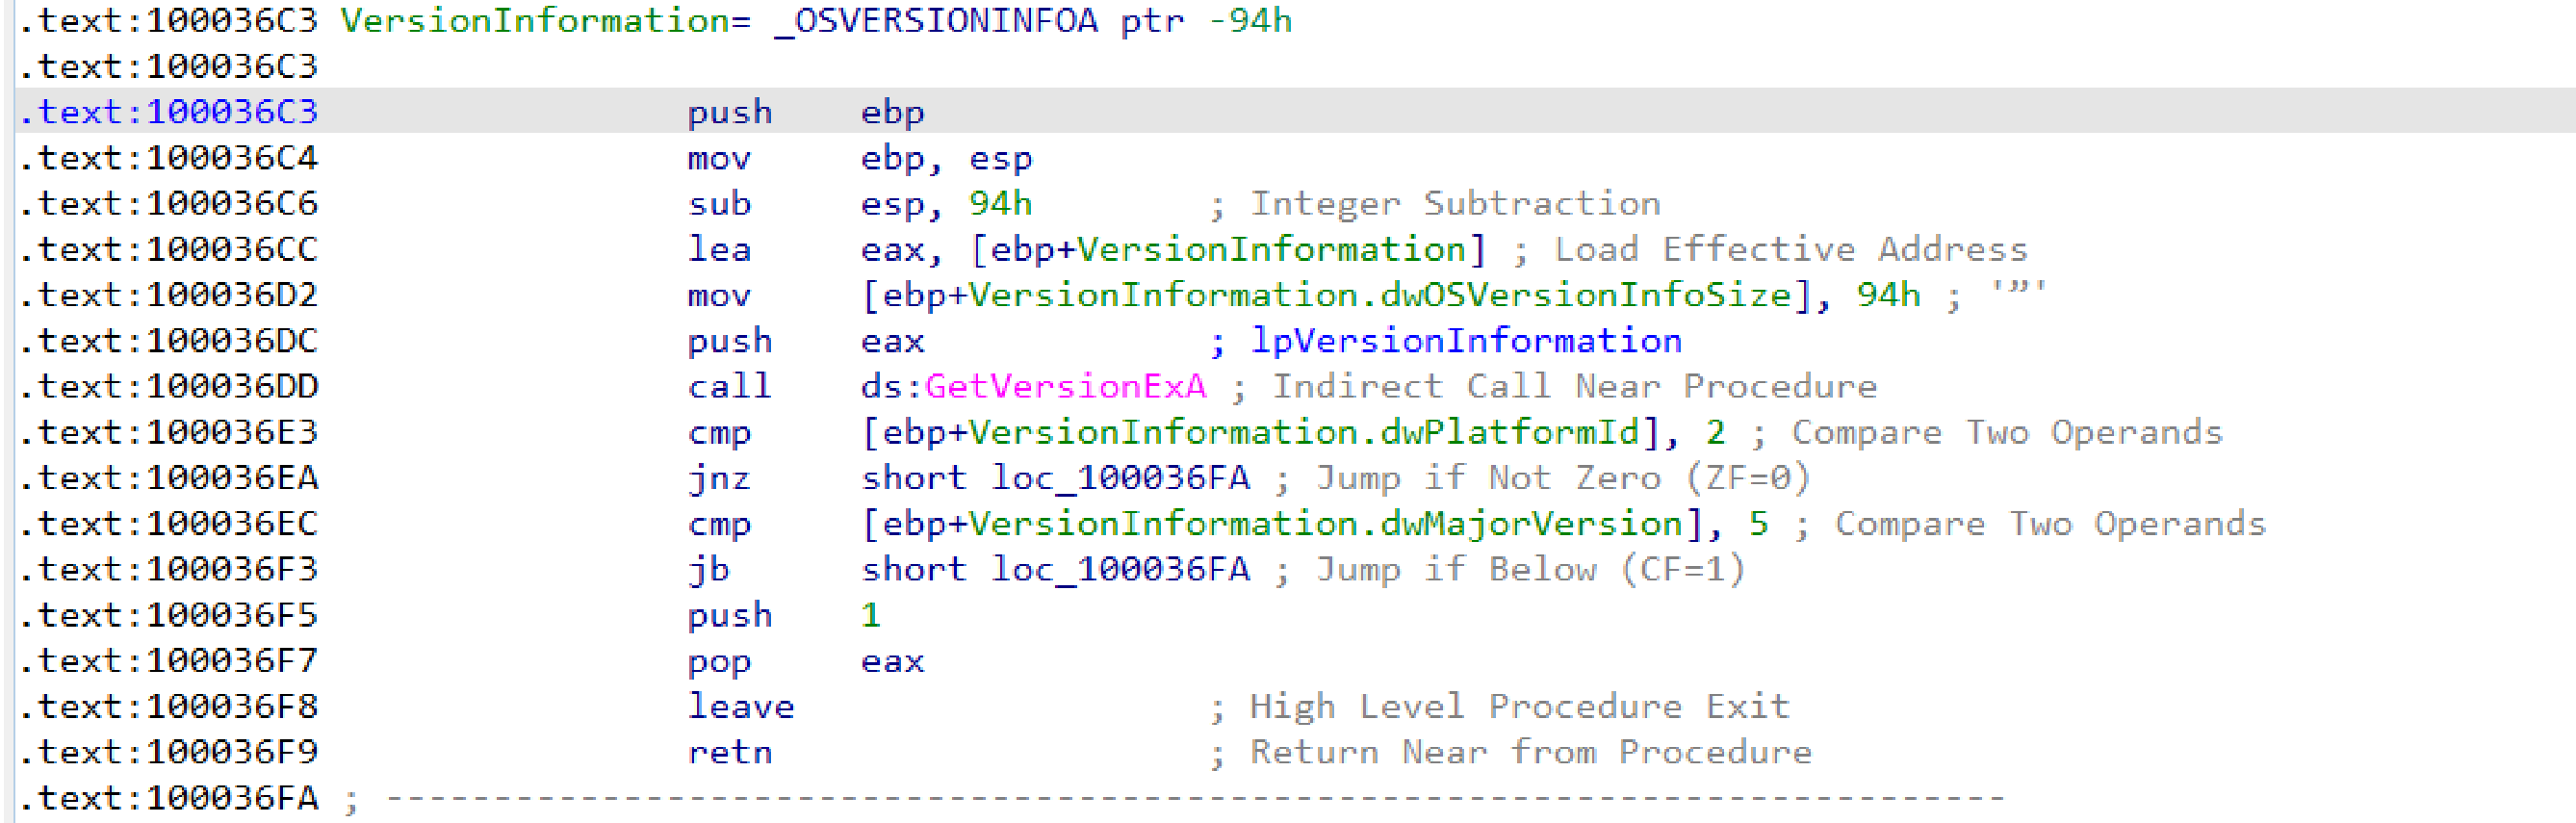 .text:100036C3 VersionInformation= _OSVERSIONINFOA ptr -94h
.text:100036C3
.text:100036C3 push ebp
.text:100036C4 mov ebp, esp
.text:100036C6 sub esp, 94h ; Integer Subtraction
.text:100036CC lea eax, [ebp+VersionInformation] ; Load Effective Address
.text:100036D2 mov [ebp+VersionInformation.dwOSVersionInfoSize], 94h ; '”'
.text:100036DC push eax ; lpVersionInformation
.text:100036DD call ds:GetVersionExA ; Indirect Call Near Procedure
.text:100036E3 cmp [ebp+VersionInformation.dwPlatformId], 2 ; Compare Two Operands
.text:100036EA jnz short loc_100036FA ; Jump if Not Zero (ZF=0)
.text:100036EC cmp [ebp+VersionInformation.dwMajorVersion], 5 ; Compare Two Operands
.text:100036F3 jb short loc_100036FA ; Jump if Below (CF=1)
.text:100036F5 push 1
.text:100036F7 pop eax
.text:100036F8 leave ; High Level Procedure Exit
.text:100036F9 retn ; Return Near from Procedure
.text:100036FA ; ---------------------------------------------------------------------------